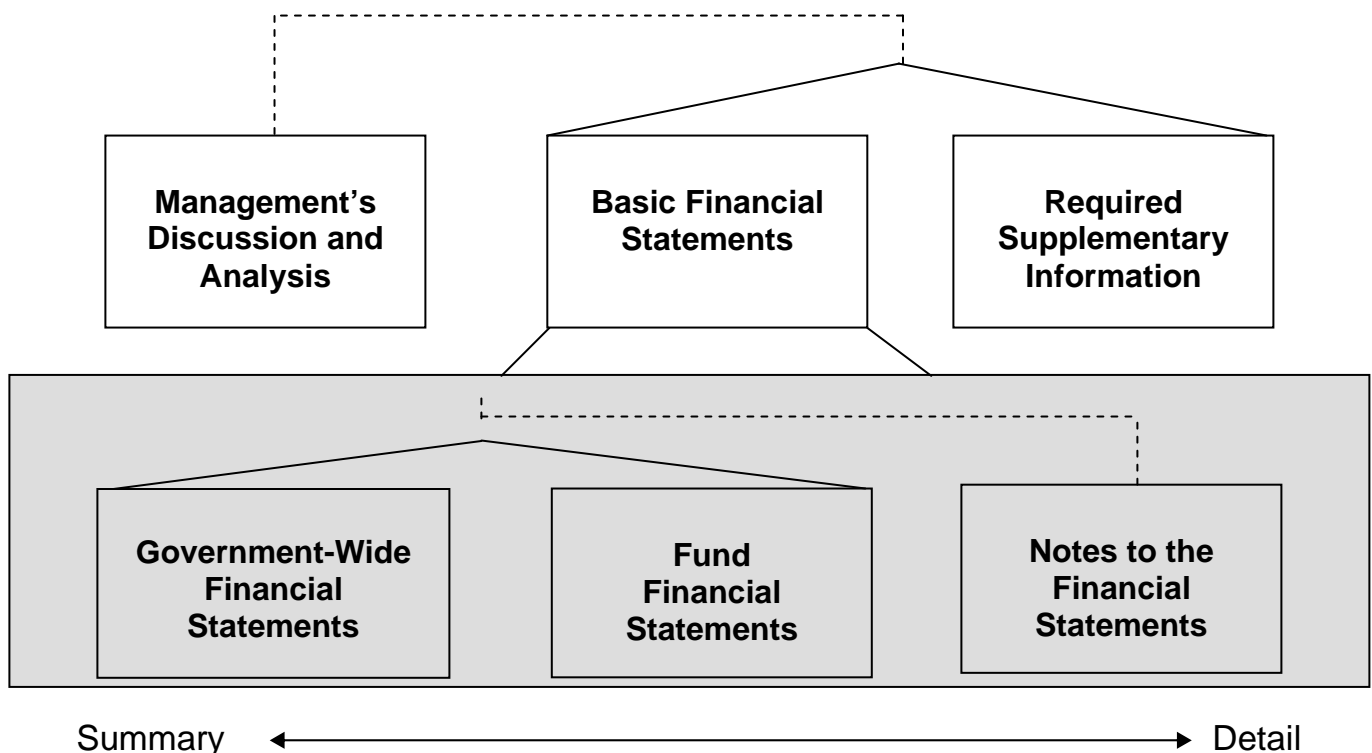 Management’s
Discussion and
Analysis
Basic Financial
Statements
Required
Supplementary
Information
Government-Wide
Financial
Statements
Fund
Financial
Statements
Notes to the
Financial
Statements
Summary
Detail